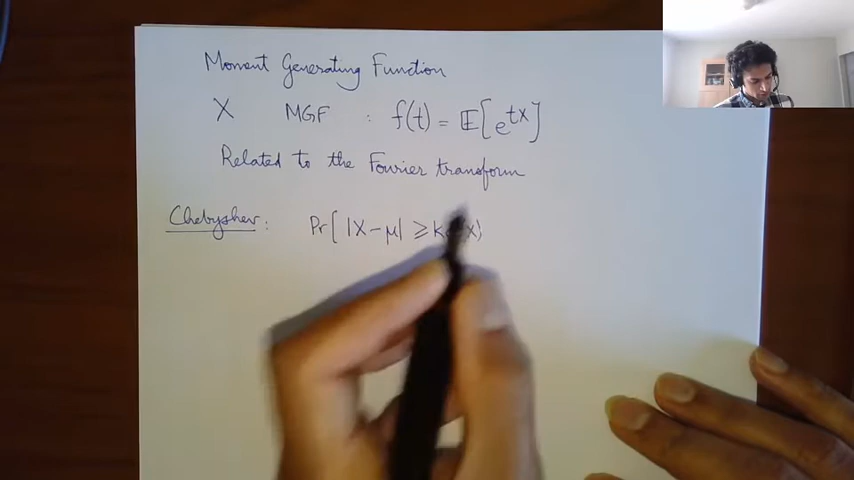 Moment Generating Function
X MGF : f(t) = 𝔼[e^{tX}]
Related to the Fourier transform
Chebyshev : Pr[ |X - μ| ≥ k